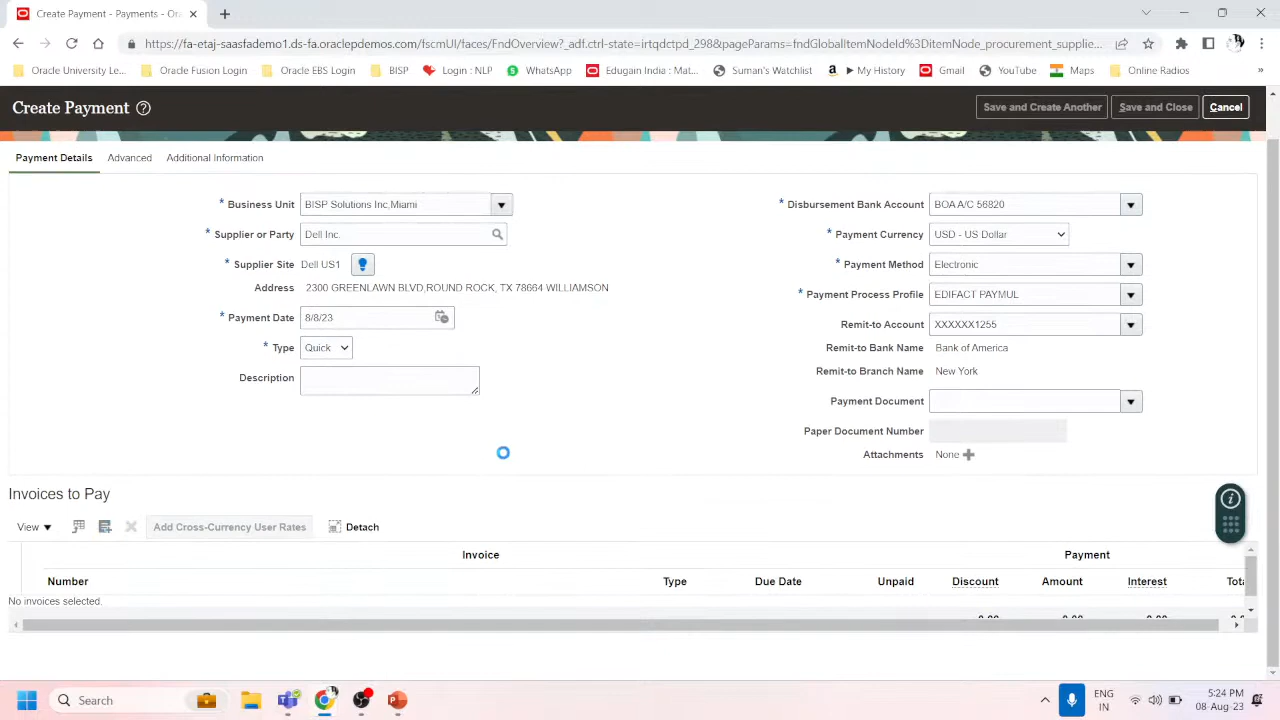 Create Payment - Payments - Ora
https://fa-etaj-saasfademo1.ds-fa.oraclepdemos.com/fscmUI/faces/FndOverview?_adf.ctrl-state=irtqdctpd_298&pageParams=fndGlobalItemNodeId%3DitemNode_procurement_supplie...
Oracle University Le... Oracle Fusion Login Oracle EBS Login BISP Login : NLP WhatsApp Edugain India : Mat... Suman's Watchlist ▶ My History Gmail YouTube Maps Online Radios »
Create Payment
Save and Create Another Save and Close Cancel
Payment Details Advanced Additional Information
* Business Unit BISP Solutions Inc,Miami
* Disbursement Bank Account BOA A/C 56820
* Supplier or Party Dell Inc.
* Payment Currency USD - US Dollar
* Supplier Site Dell US1
* Payment Method Electronic
Address 2300 GREENLAWN BLVD,ROUND ROCK, TX 78664 WILLIAMSON
* Payment Process Profile EDIFACT PAYMUL
* Payment Date 8/8/23
Remit-to Account XXXXXX1255
* Type Quick
Remit-to Bank Name Bank of America
Description
Remit-to Branch Name New York
Payment Document
Paper Document Number
Attachments None
Invoices to Pay
View Add Cross-Currency User Rates Detach
Invoice Payment
Number Type Due Date Unpaid Discount Amount Interest Tota
No invoices selected.
Search
ENG
IN
5:24 PM
08-Aug-23